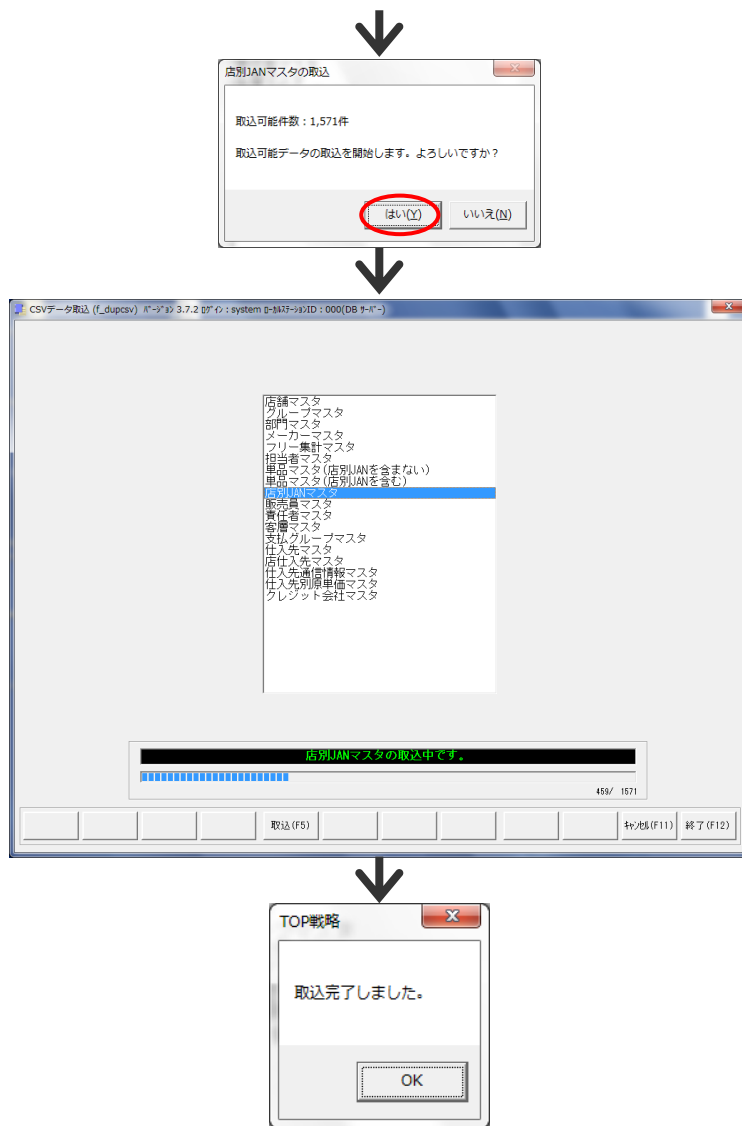 店別JANマスタの取込
取込可能件数：1,571件
取込可能データの取込を開始します。よろしいですか？
はい(Y)
いいえ(N)
CSVデータ取込 (f_dupcsv) ﾊﾞｰｼﾞｮﾝ 3.7.2 ﾛｸﾞｲﾝ : system ﾛｰｶﾙｽﾃｰｼｮﾝID : 000(DB ｻｰﾊﾞｰ)
店舗マスタ
グループマスタ
部門マスタ
メーカーマスタ
フリー集計マスタ
担当者マスタ
単品マスタ(店別JANを含まない)
単品マスタ(店別JANを含む)
店別JANマスタ
販売員マスタ
責任者マスタ
客層マスタ
支払グループマスタ
仕入先マスタ
店仕入先マスタ
仕入先通信情報マスタ
仕入先別原単価マスタ
クレジット会社マスタ
店別JANマスタの取込中です。
459/ 1571
取込(F5)
ｷｬﾝｾﾙ(F11)
終了(F12)
TOP戦略
取込完了しました。
OK